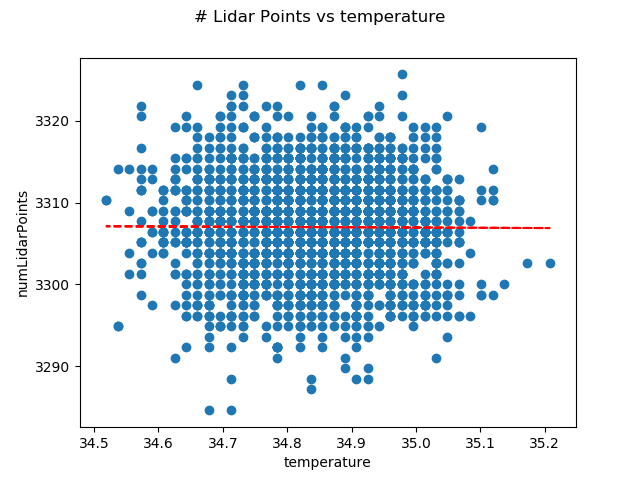 # Lidar Points vs temperature
3320
3310
3300
3290
numLidarPoints
34.5 34.6 34.7 34.8 34.9 35.0 35.1 35.2
temperature